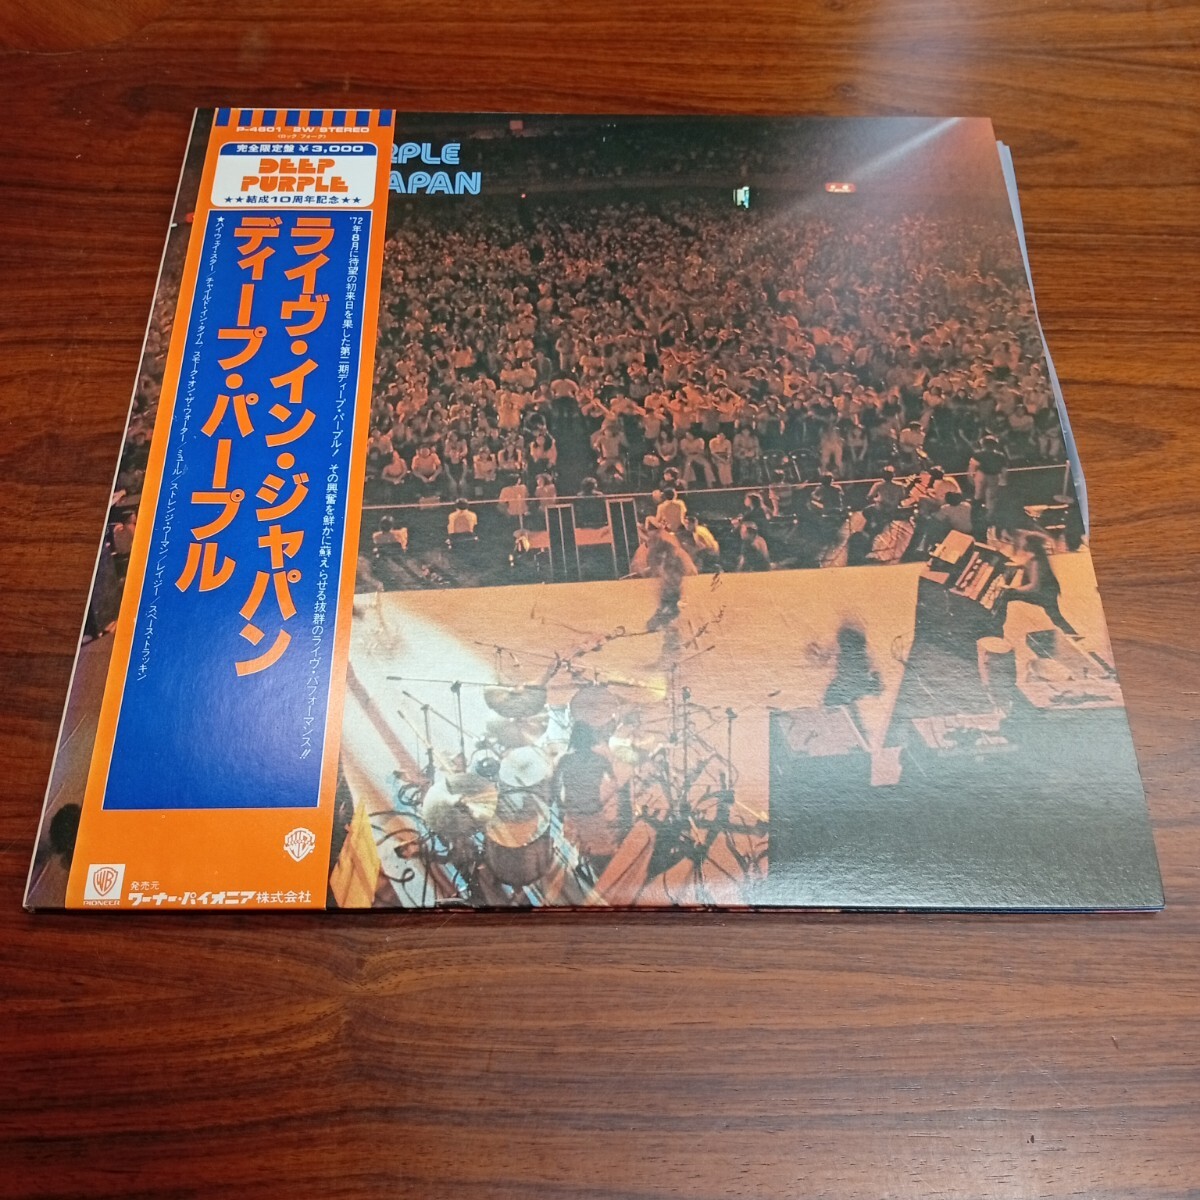 P-4601~2W/STEREO
(ロック フォーク)
完全限定盤 ¥3,000
DEEP
PURPLE
★★結成10周年記念★★
ライヴ・イン・ジャパン
ディープ・パープル
'72年8月に待望の初来日を果した第二期ディープ・パープル! その興奮を鮮かに蘇えらせる抜群のライヴ・パフォーマンス!!
★ハイウェイ・スター/チャイルド・イン・タイム/スモーク・オン・ザ・ウォーター/ミュール/ストレンジ・ウーマン/レイジー/スペース・トラッキン
WB
PIONEER
発売元
ワーナー・パイオニア株式会社
RPLE
APAN